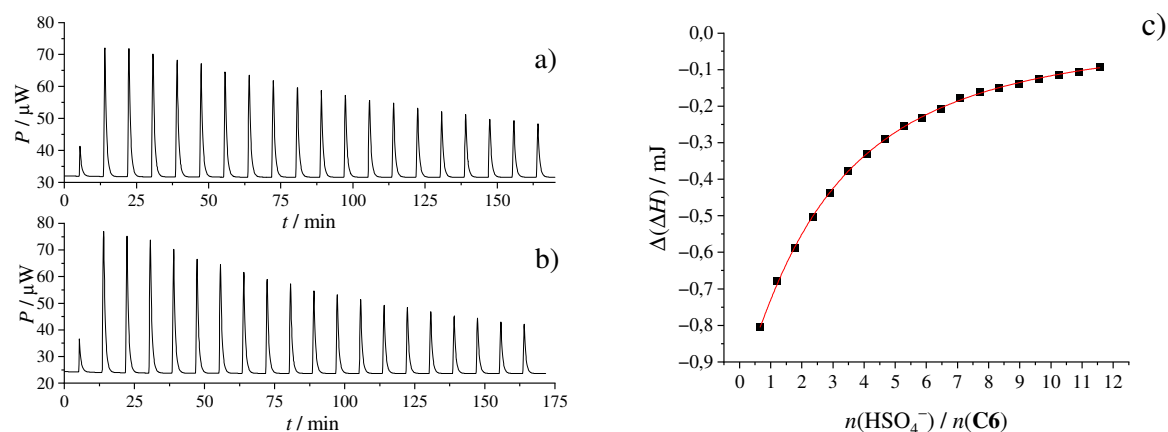 80
70
60
50
40
30
P / µW
a)
0 25 50 75 100 125 150
t / min
80
70
60
50
40
30
20
P / µW
b)
0 25 50 75 100 125 150 175
t / min
c)
0,0
−0,1
−0,2
−0,3
−0,4
−0,5
−0,6
−0,7
−0,8
−0,9
Δ(ΔH) / mJ
0 1 2 3 4 5 6 7 8 9 10 11 12
n(HSO₄⁻) / n(C6)